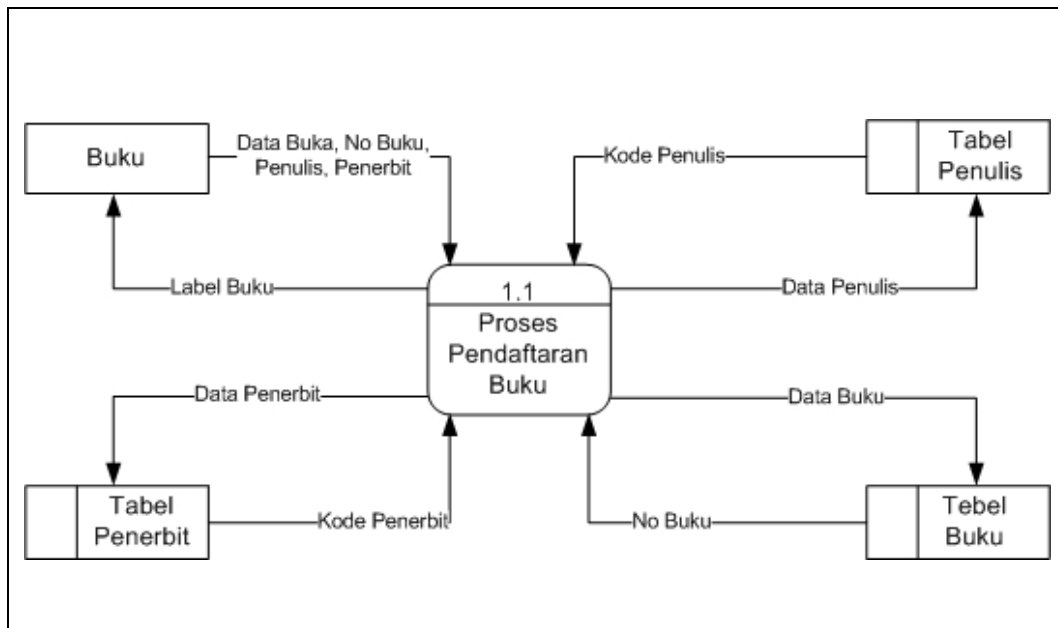 Buku
Data Buka, No Buku,
Penulis, Penerbit
Kode Penulis
Tabel
Penulis
Label Buku
1.1
Proses
Pendaftaran
Buku
Data Penulis
Data Penerbit
Data Buku
Tabel
Penerbit
Kode Penerbit
No Buku
Tebel
Buku